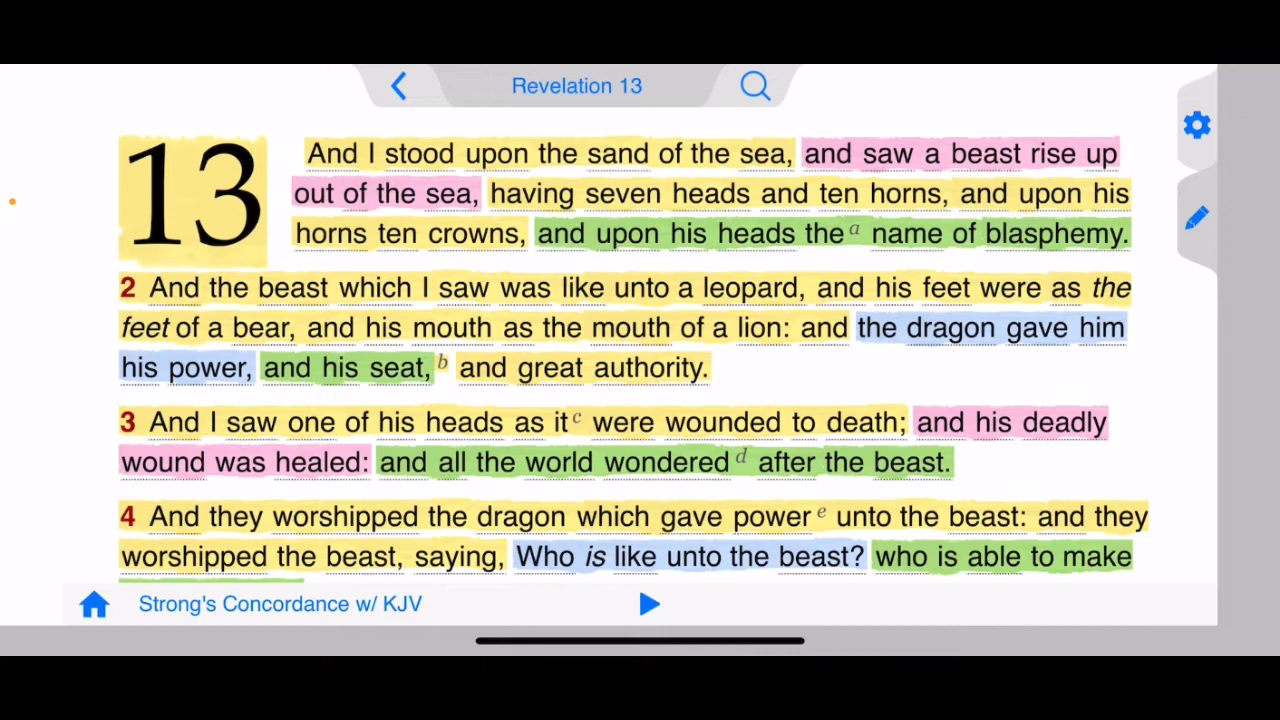 Revelation 13
13 And I stood upon the sand of the sea, and saw a beast rise up
out of the sea, having seven heads and ten horns, and upon his
horns ten crowns, and upon his heads the a name of blasphemy.
2 And the beast which I saw was like unto a leopard, and his feet were as the
feet of a bear, and his mouth as the mouth of a lion: and the dragon gave him
his power, and his seat, b and great authority.
3 And I saw one of his heads as it c were wounded to death; and his deadly
wound was healed: and all the world wondered d after the beast.
4 And they worshipped the dragon which gave power e unto the beast: and they
worshipped the beast, saying, Who is like unto the beast? who is able to make
Strong's Concordance w/ KJV